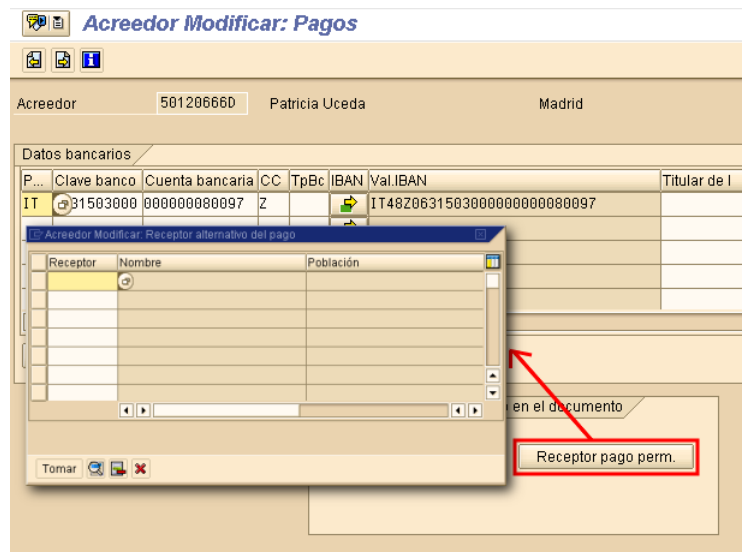 Acreedor Modificar: Pagos
Acreedor 50120666D Patricia Uceda Madrid
Datos bancarios
P... Clave banco Cuenta bancaria CC TpBc IBAN Val.IBAN Titular de l
IT 31503000 000000080097 Z IT48Z0631503000000000080097
Acreedor Modificar: Receptor alternativo del pago
Receptor Nombre Población
en el documento
Receptor pago perm.
Tomar